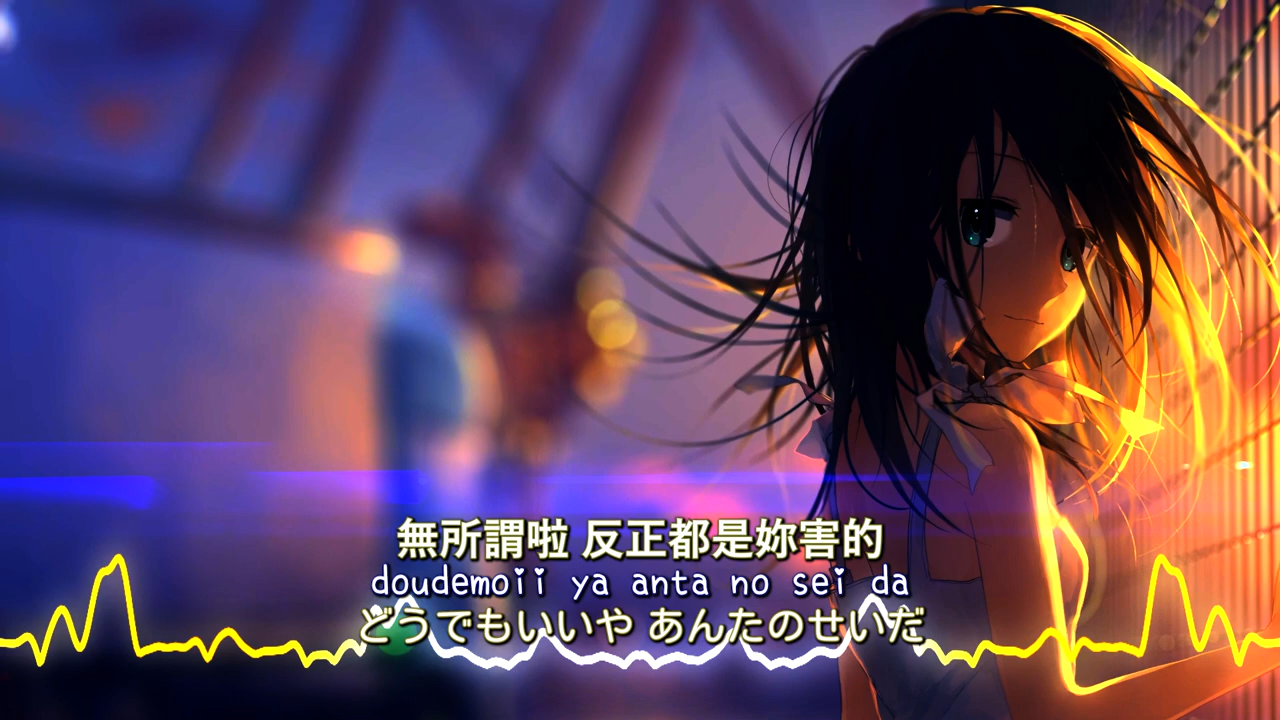 無所謂啦 反正都是妳害的
doudemoii ya anta no sei da
どうでもいいや あんたのせいだ